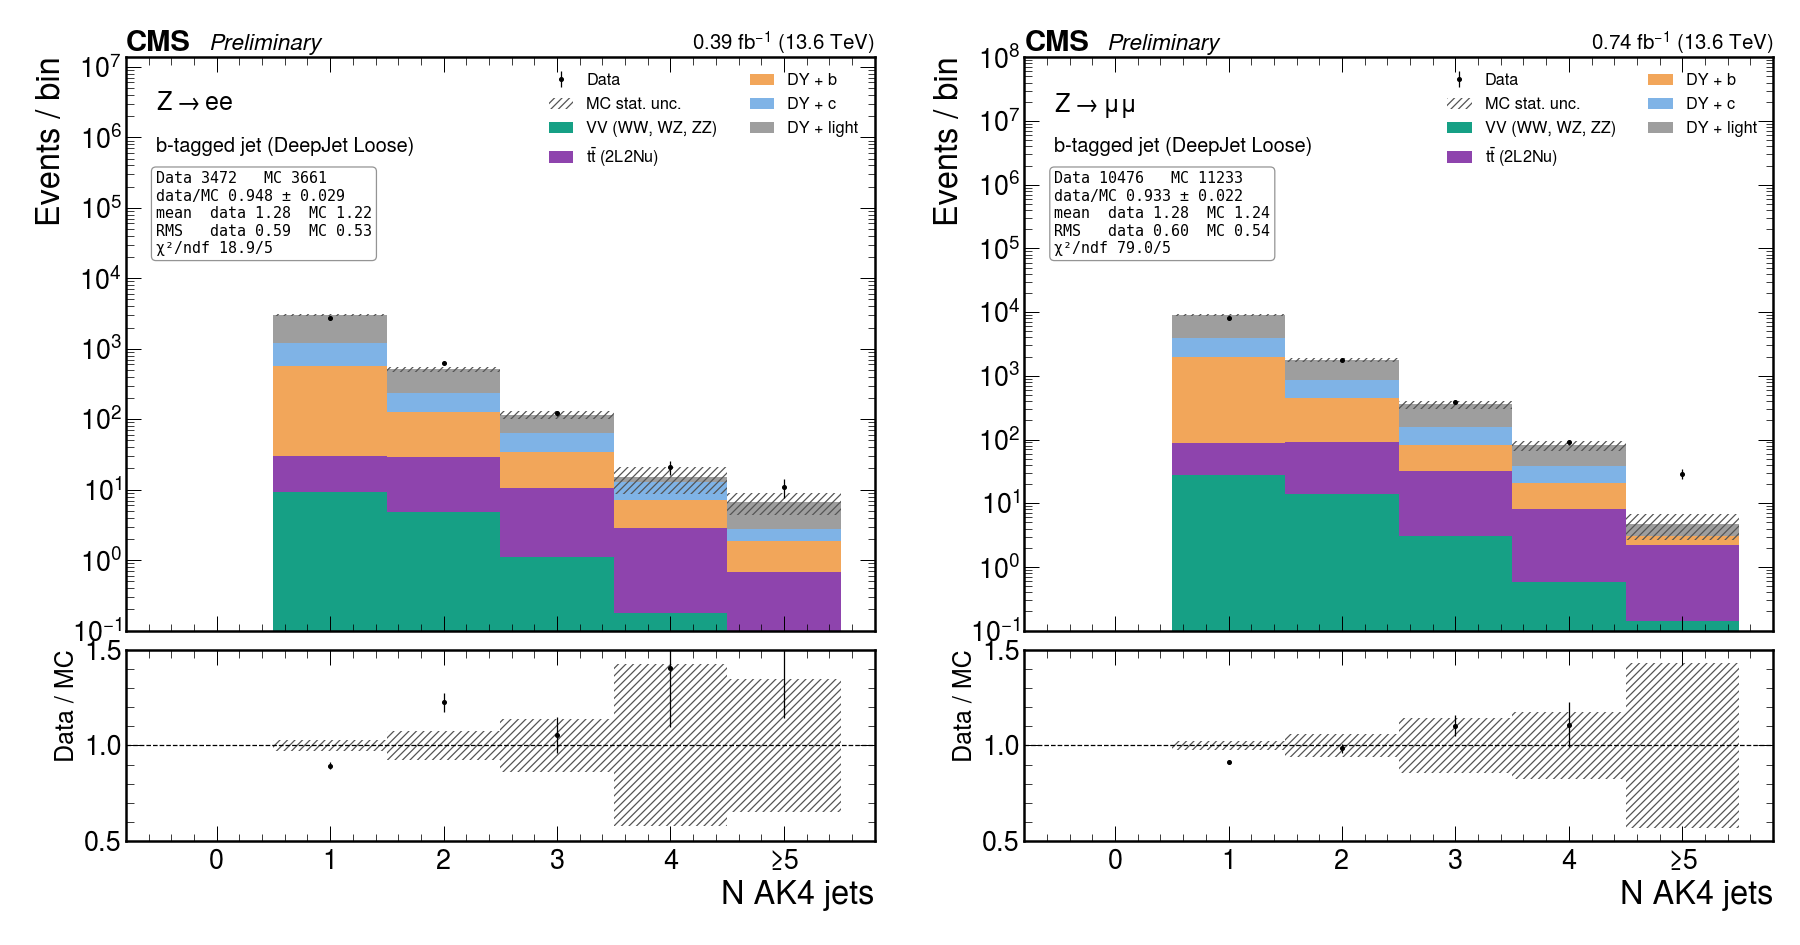 CMS Preliminary 0.39 fb⁻¹ (13.6 TeV)
Events / bin
10⁷
10⁶
10⁵
10⁴
10³
10²
10¹
10⁰
10⁻¹
Z → ee
b-tagged jet (DeepJet Loose)
Data 3472 MC 3661
data/MC 0.948 ± 0.029
mean data 1.28 MC 1.22
RMS data 0.59 MC 0.53
χ²/ndf 18.9/5
Data
MC stat. unc.
VV (WW, WZ, ZZ)
tt̄ (2L2Nu)
DY + b
DY + c
DY + light
Data / MC
1.5
1.0
0.5
0 1 2 3 4 ≥5
N AK4 jets
CMS Preliminary 0.74 fb⁻¹ (13.6 TeV)
Events / bin
10⁸
10⁷
10⁶
10⁵
10⁴
10³
10²
10¹
10⁰
10⁻¹
Z → μμ
b-tagged jet (DeepJet Loose)
Data 10476 MC 11233
data/MC 0.933 ± 0.022
mean data 1.28 MC 1.24
RMS data 0.60 MC 0.54
χ²/ndf 79.0/5
Data
MC stat. unc.
VV (WW, WZ, ZZ)
tt̄ (2L2Nu)
DY + b
DY + c
DY + light
Data / MC
1.5
1.0
0.5
0 1 2 3 4 ≥5
N AK4 jets